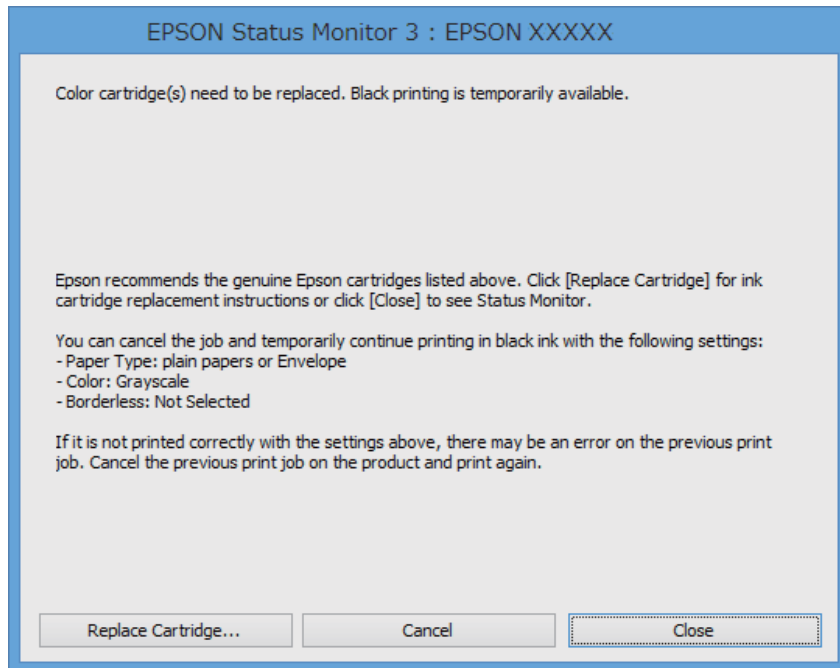 EPSON Status Monitor 3 : EPSON XXXXX
Color cartridge(s) need to be replaced. Black printing is temporarily available.
Epson recommends the genuine Epson cartridges listed above. Click [Replace Cartridge] for ink
cartridge replacement instructions or click [Close] to see Status Monitor.
You can cancel the job and temporarily continue printing in black ink with the following settings:
- Paper Type: plain papers or Envelope
- Color: Grayscale
- Borderless: Not Selected
If it is not printed correctly with the settings above, there may be an error on the previous print
job. Cancel the previous print job on the product and print again.
Replace Cartridge... Cancel Close